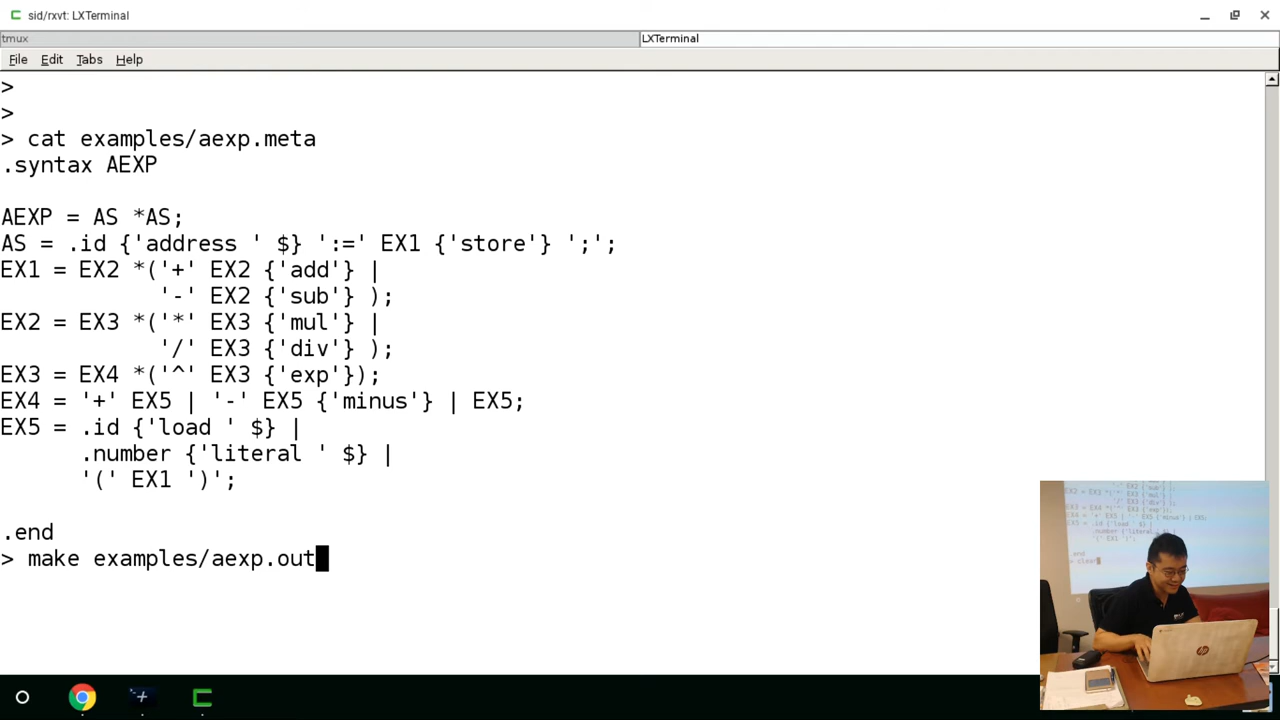 sid/rxvt: LXTerminal
tmux
LXTerminal
File Edit Tabs Help
>
>
> cat examples/aexp.meta
.syntax AEXP
AEXP = AS *AS;
AS = .id {'address ' $} ':=' EX1 {'store'} ';';
EX1 = EX2 *('+' EX2 {'add'} |
'-' EX2 {'sub'} );
EX2 = EX3 *('*' EX3 {'mul'} |
'/' EX3 {'div'} );
EX3 = EX4 *('^' EX3 {'exp'});
EX4 = '+' EX5 | '-' EX5 {'minus'} | EX5;
EX5 = .id {'load ' $} |
.number {'literal ' $} |
'(' EX1 ')';
.end
> make examples/aexp.out